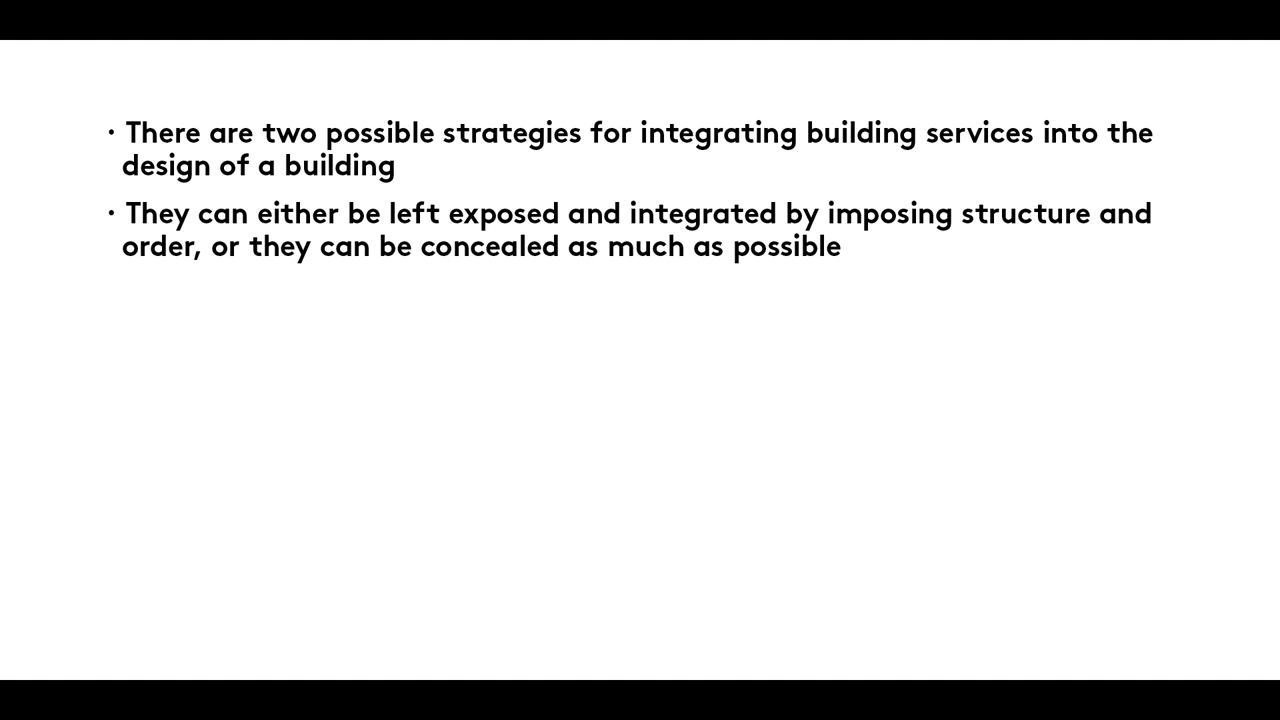 · There are two possible strategies for integrating building services into the
design of a building
· They can either be left exposed and integrated by imposing structure and
order, or they can be concealed as much as possible